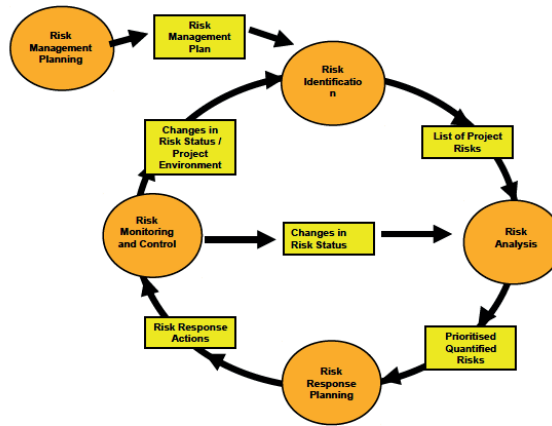 Risk
Management
Planning
Risk
Management
Plan
Risk
Identificatio
n
Changes in
Risk Status /
Project
Environment
List of Project
Risks
Risk
Monitoring
and Control
Changes in
Risk Status
Risk
Analysis
Risk Response
Actions
Prioritised
Quantified
Risks
Risk
Response
Planning